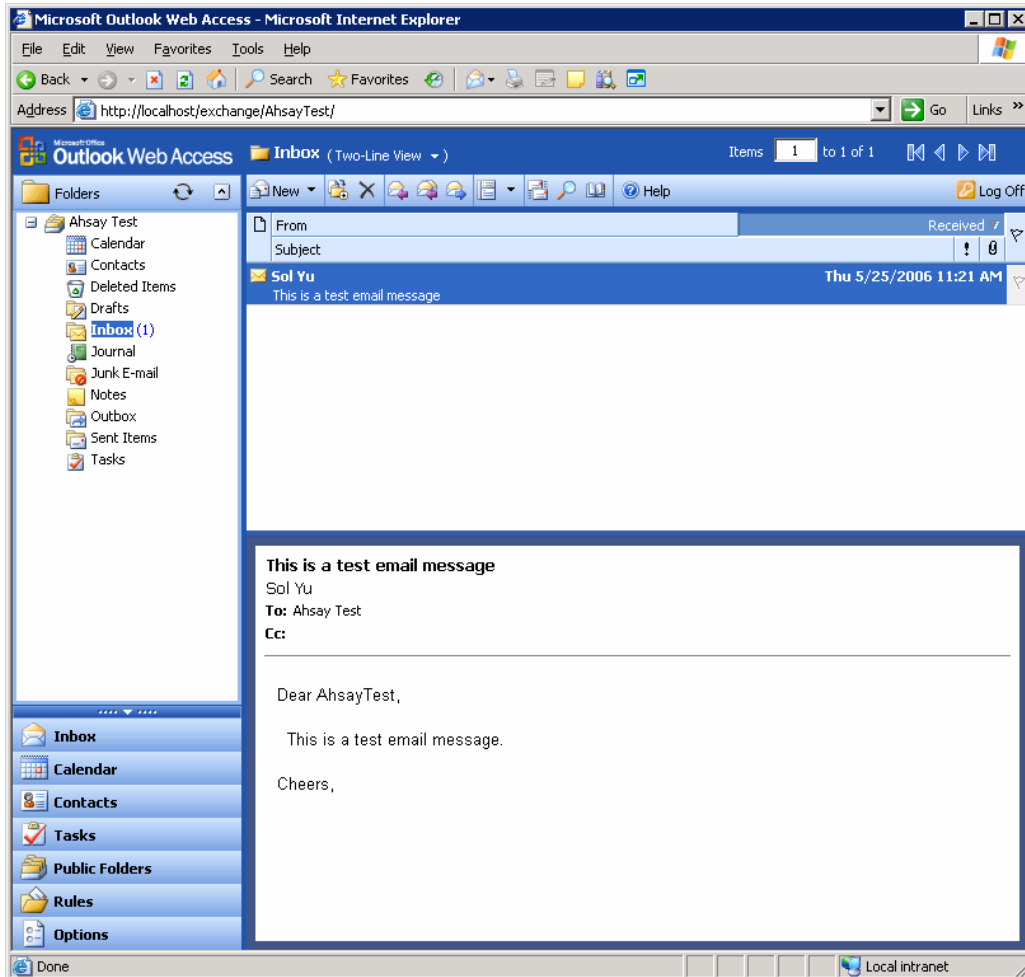 Microsoft Outlook Web Access - Microsoft Internet Explorer
File Edit View Favorites Tools Help
Back Search Favorites
Address http://localhost/exchange/AhsayTest/ Go Links »
Microsoft Office
Outlook Web Access
Inbox (Two-Line View) Items 1 to 1 of 1
Folders
New Help Log Off
Ahsay Test
Calendar
Contacts
Deleted Items
Drafts
Inbox (1)
Journal
Junk E-mail
Notes
Outbox
Sent Items
Tasks
From Received
Subject
Sol Yu Thu 5/25/2006 11:21 AM
This is a test email message
This is a test email message
Sol Yu
To: Ahsay Test
Cc:
Dear AhsayTest,
This is a test email message.
Cheers,
Inbox
Calendar
Contacts
Tasks
Public Folders
Rules
Options
Done Local intranet